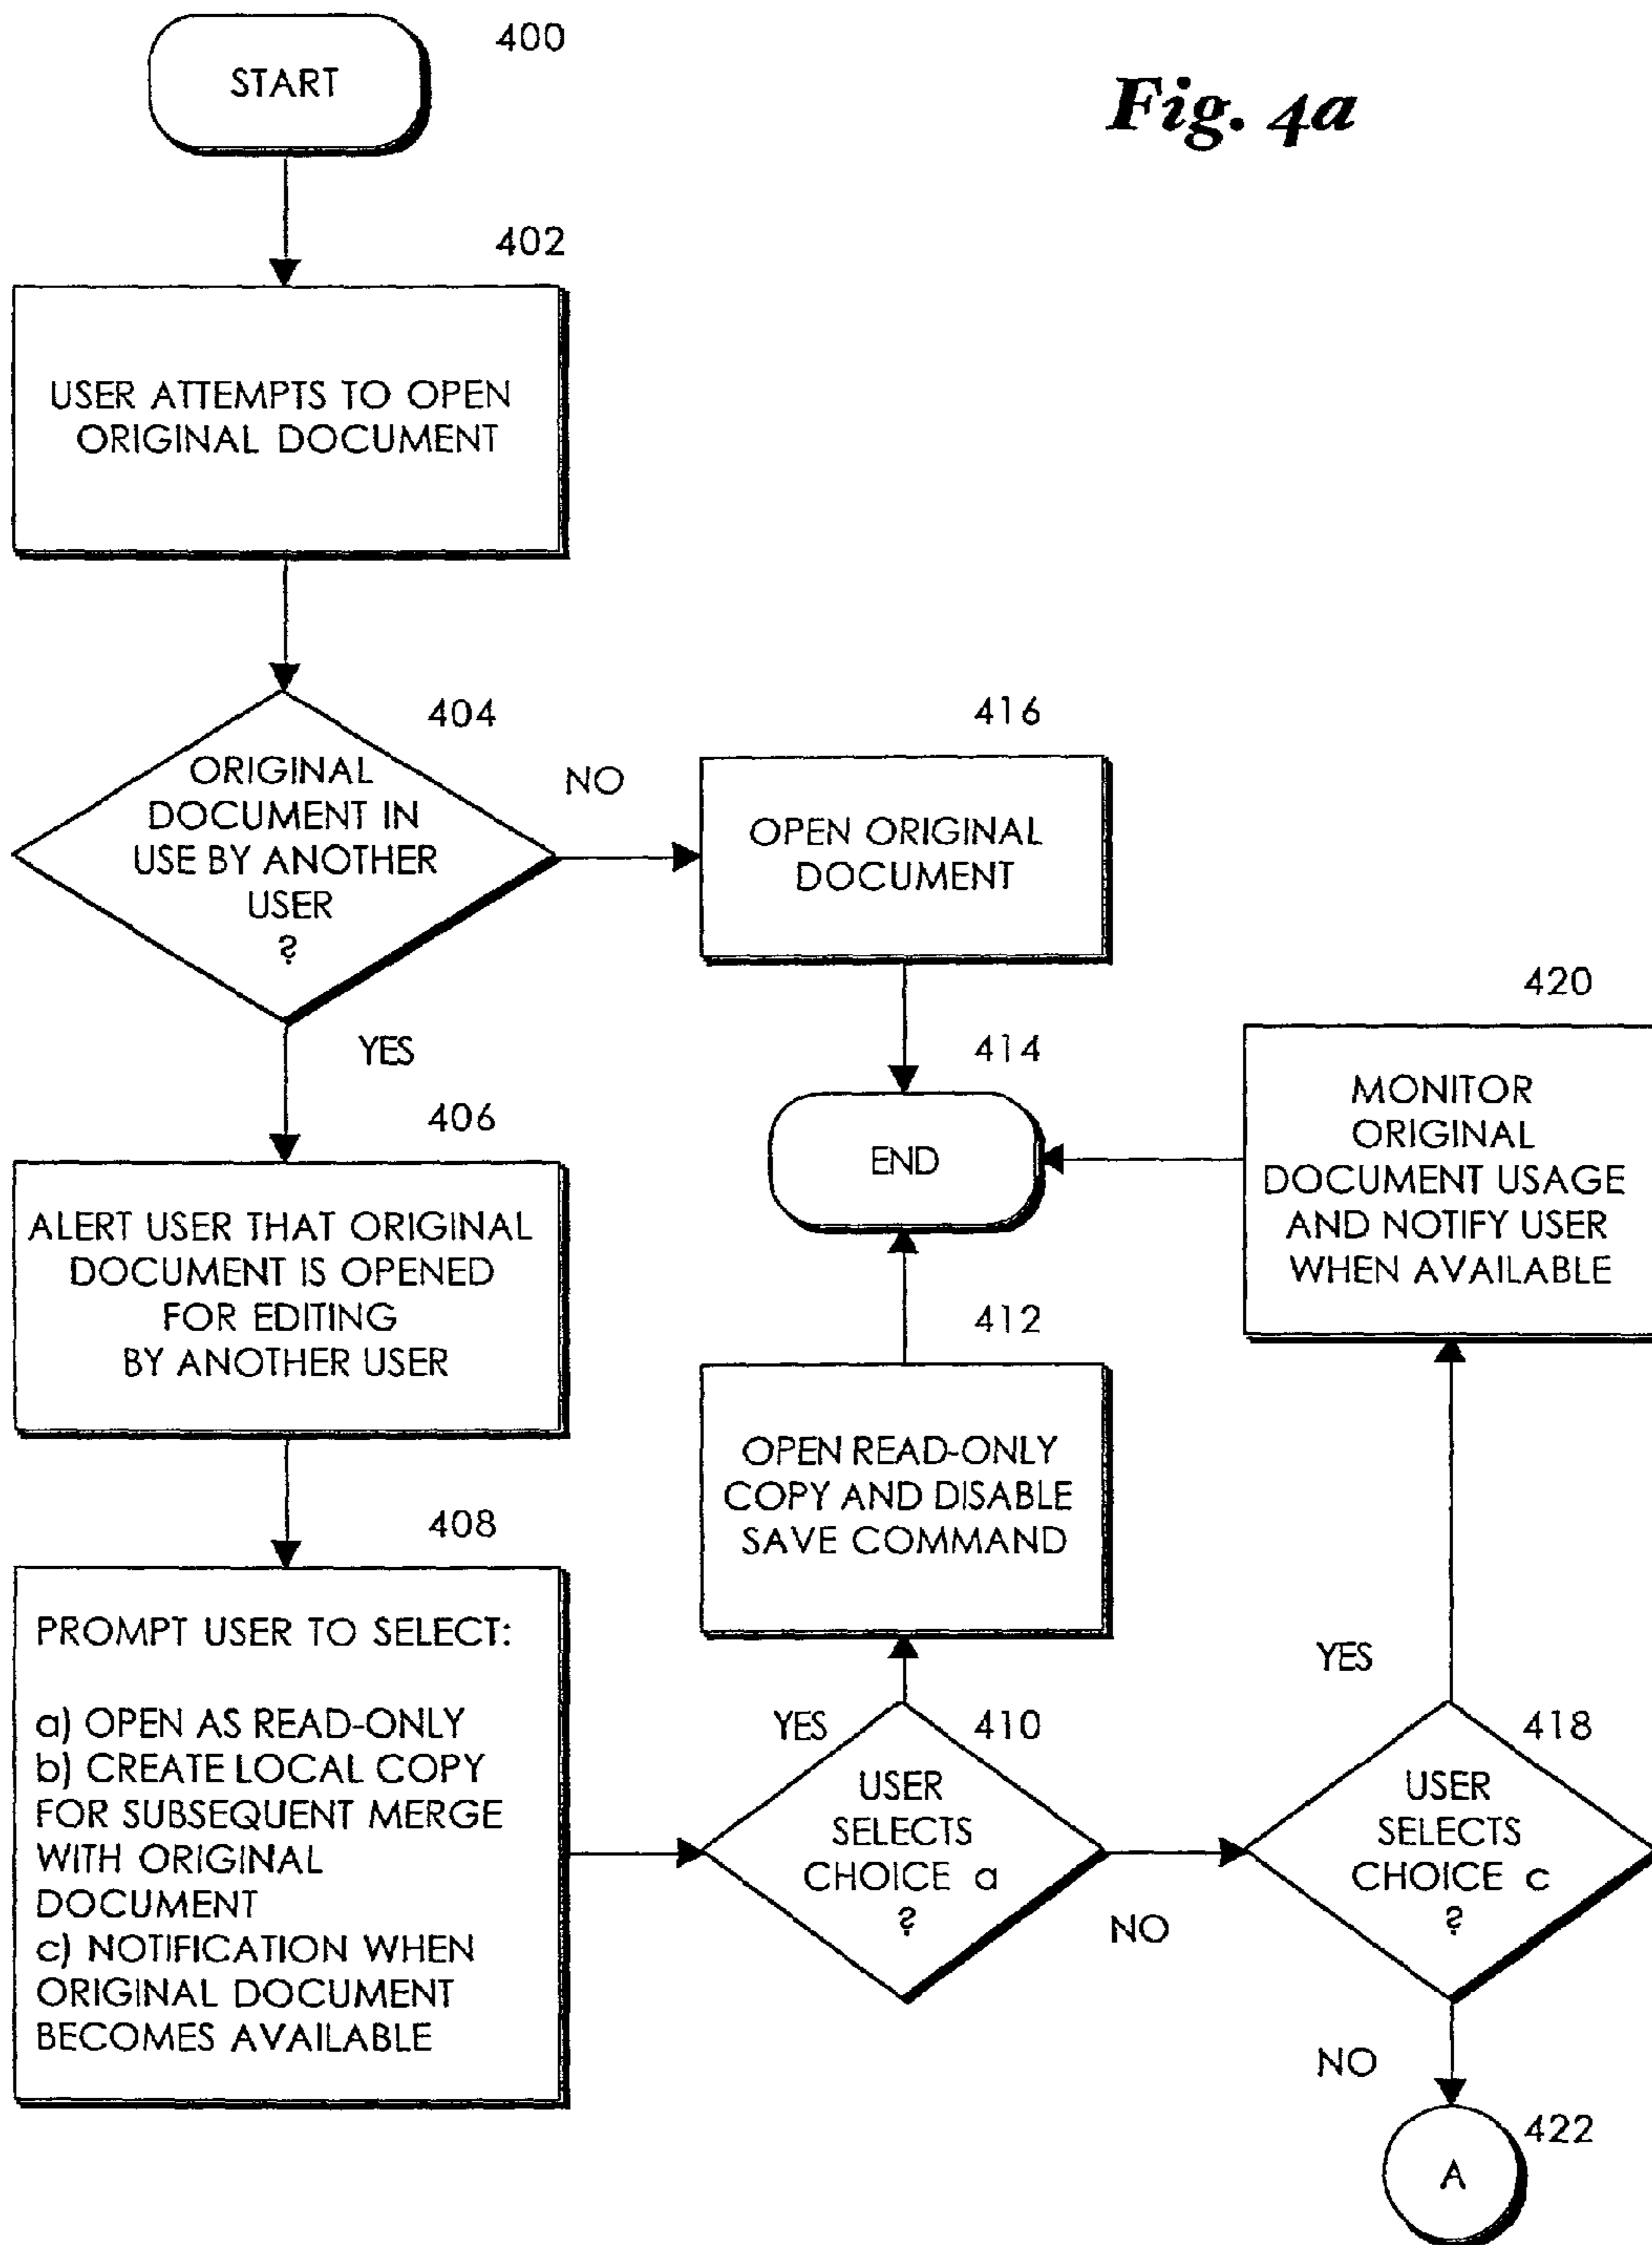 400
START
Fig. 4a
402
USER ATTEMPTS TO OPEN
ORIGINAL DOCUMENT
404
ORIGINAL
DOCUMENT IN
USE BY ANOTHER
USER
?
NO
416
OPEN ORIGINAL
DOCUMENT
YES
414
END
420
MONITOR
ORIGINAL
DOCUMENT USAGE
AND NOTIFY USER
WHEN AVAILABLE
406
ALERT USER THAT ORIGINAL
DOCUMENT IS OPENED
FOR EDITING
BY ANOTHER USER
412
OPEN READ-ONLY
COPY AND DISABLE
SAVE COMMAND
408
PROMPT USER TO SELECT:
a) OPEN AS READ-ONLY
b) CREATE LOCAL COPY
FOR SUBSEQUENT MERGE
WITH ORIGINAL
DOCUMENT
c) NOTIFICATION WHEN
ORIGINAL DOCUMENT
BECOMES AVAILABLE
YES
410
USER
SELECTS
CHOICE a
?
NO
YES
418
USER
SELECTS
CHOICE c
?
NO
422
A